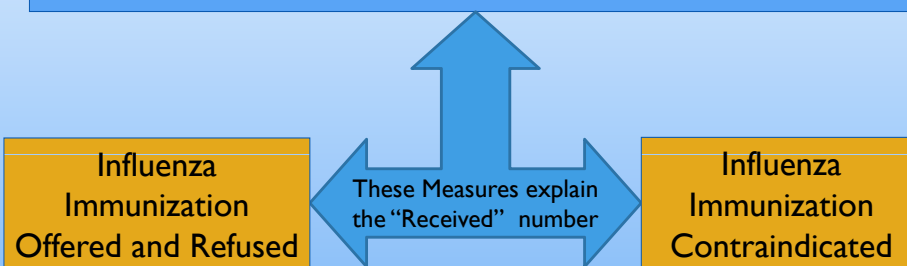 Influenza
Immunization
Offered and Refused
These Measures explain
the “Received” number
Influenza
Immunization
Contraindicated